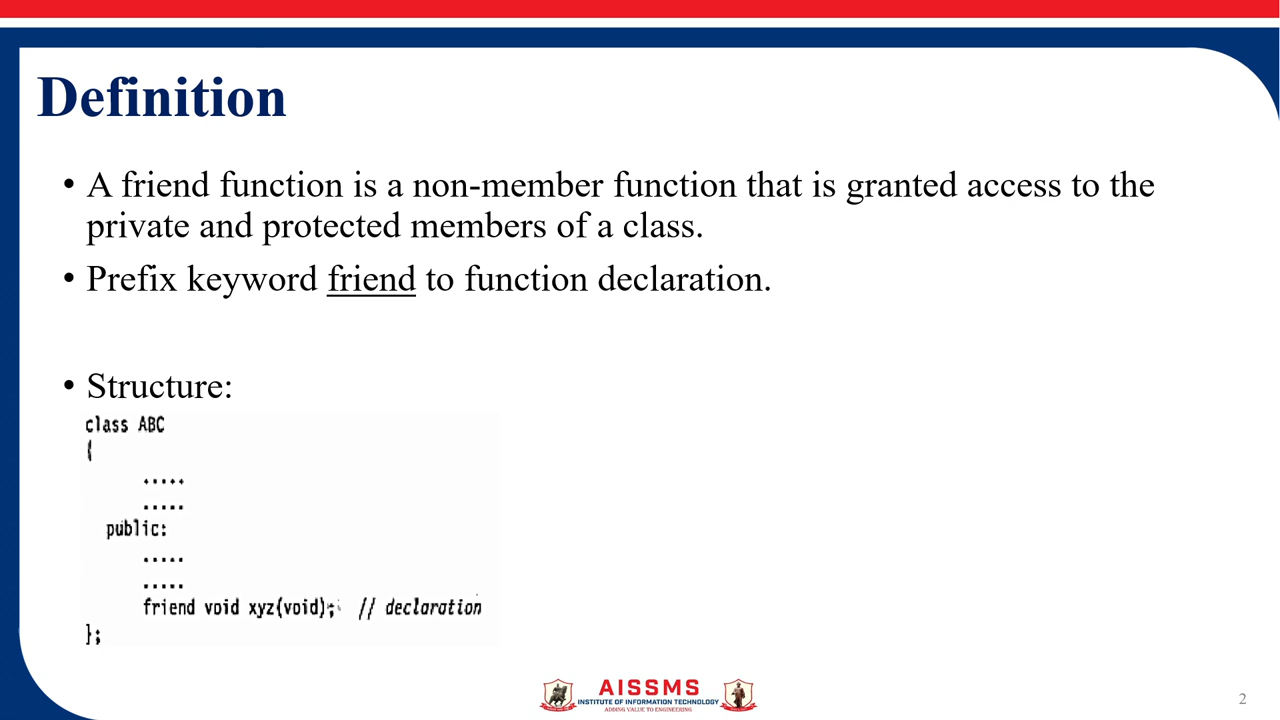 Definition
• A friend function is a non-member function that is granted access to the
private and protected members of a class.
• Prefix keyword friend to function declaration.
• Structure:
class ABC
{
.....
.....
public:
.....
.....
friend void xyz(void); // declaration
};
AISSMS
INSTITUTE OF INFORMATION TECHNOLOGY
ADDING VALUE TO ENGINEERING
2